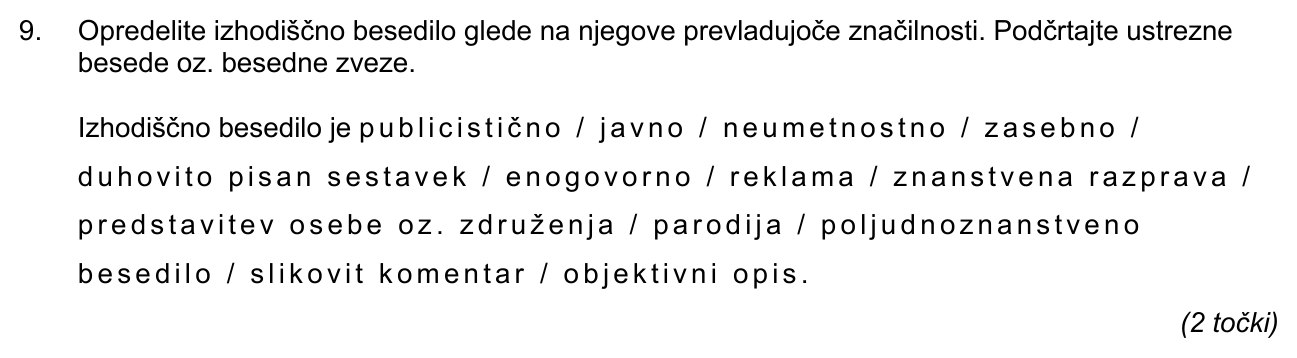 9. Opredelite izhodiščno besedilo glede na njegove prevladujoče značilnosti. Podčrtajte ustrezne
besede oz. besedne zveze.
Izhodiščno besedilo je publicistično / javno / neumetnostno / zasebno /
duhovito pisan sestavek / enogovorno / reklama / znanstvena razprava /
predstavitev osebe oz. združenja / parodija / poljudnoznanstveno
besedilo / slikovit komentar / objektivni opis.
(2 točki)